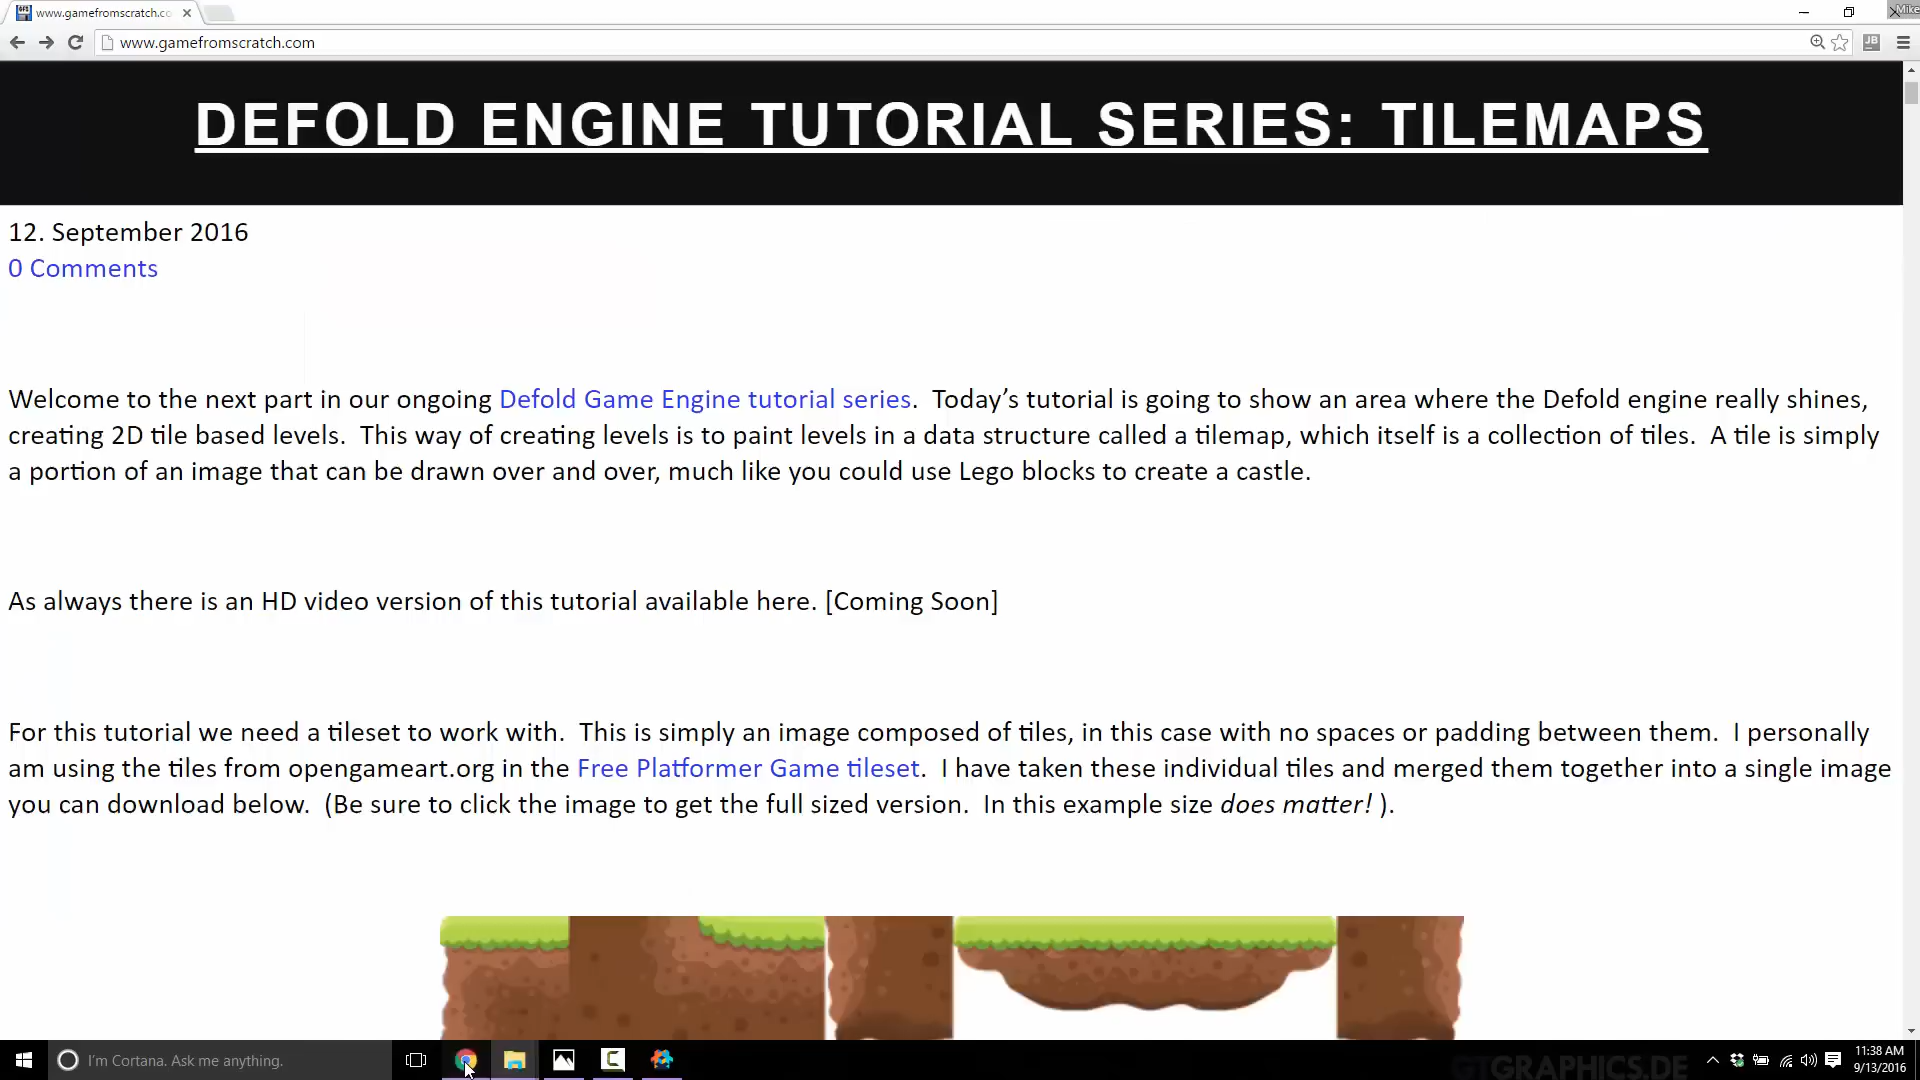 www.gamefromscratch.co
Mike
www.gamefromscratch.com
JB
DEFOLD ENGINE TUTORIAL SERIES: TILEMAPS
12. September 2016
0 Comments
Welcome to the next part in our ongoing Defold Game Engine tutorial series.  Today’s tutorial is going to show an area where the Defold engine really shines,
creating 2D tile based levels.  This way of creating levels is to paint levels in a data structure called a tilemap, which itself is a collection of tiles.  A tile is simply
a portion of an image that can be drawn over and over, much like you could use Lego blocks to create a castle.
As always there is an HD video version of this tutorial available here. [Coming Soon]
For this tutorial we need a tileset to work with.  This is simply an image composed of tiles, in this case with no spaces or padding between them.  I personally
am using the tiles from opengameart.org in the Free Platformer Game tileset.  I have taken these individual tiles and merged them together into a single image
you can download below.  (Be sure to click the image to get the full sized version.  In this example size does matter! ).
I'm Cortana. Ask me anything.
GTGRAPHICS.DE
11:38 AM
9/13/2016